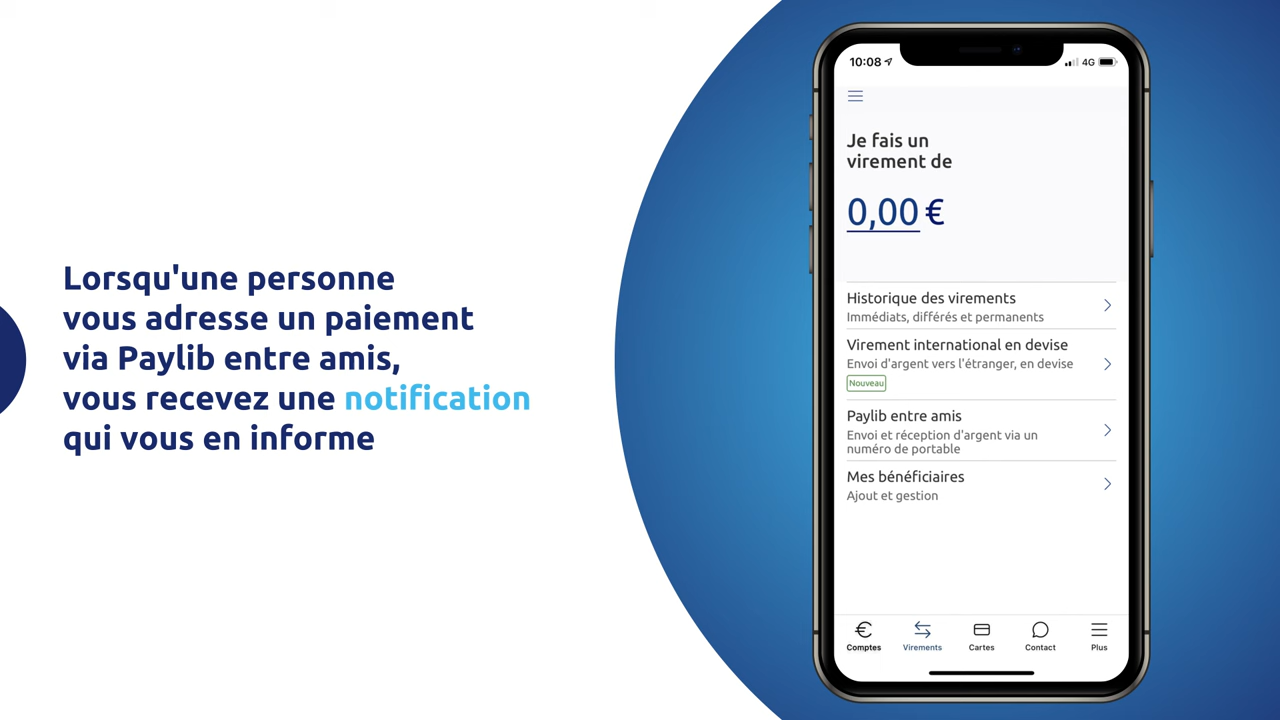 Lorsqu'une personne
vous adresse un paiement
via Paylib entre amis,
vous recevez une notification
qui vous en informe
10:08
4G
Je fais un
virement de
0,00 €
Historique des virements
Immédiats, différés et permanents
Virement international en devise
Envoi d'argent vers l'étranger, en devise
Nouveau
Paylib entre amis
Envoi et réception d'argent via un
numéro de portable
Mes bénéficiaires
Ajout et gestion
Comptes
Virements
Cartes
Contact
Plus